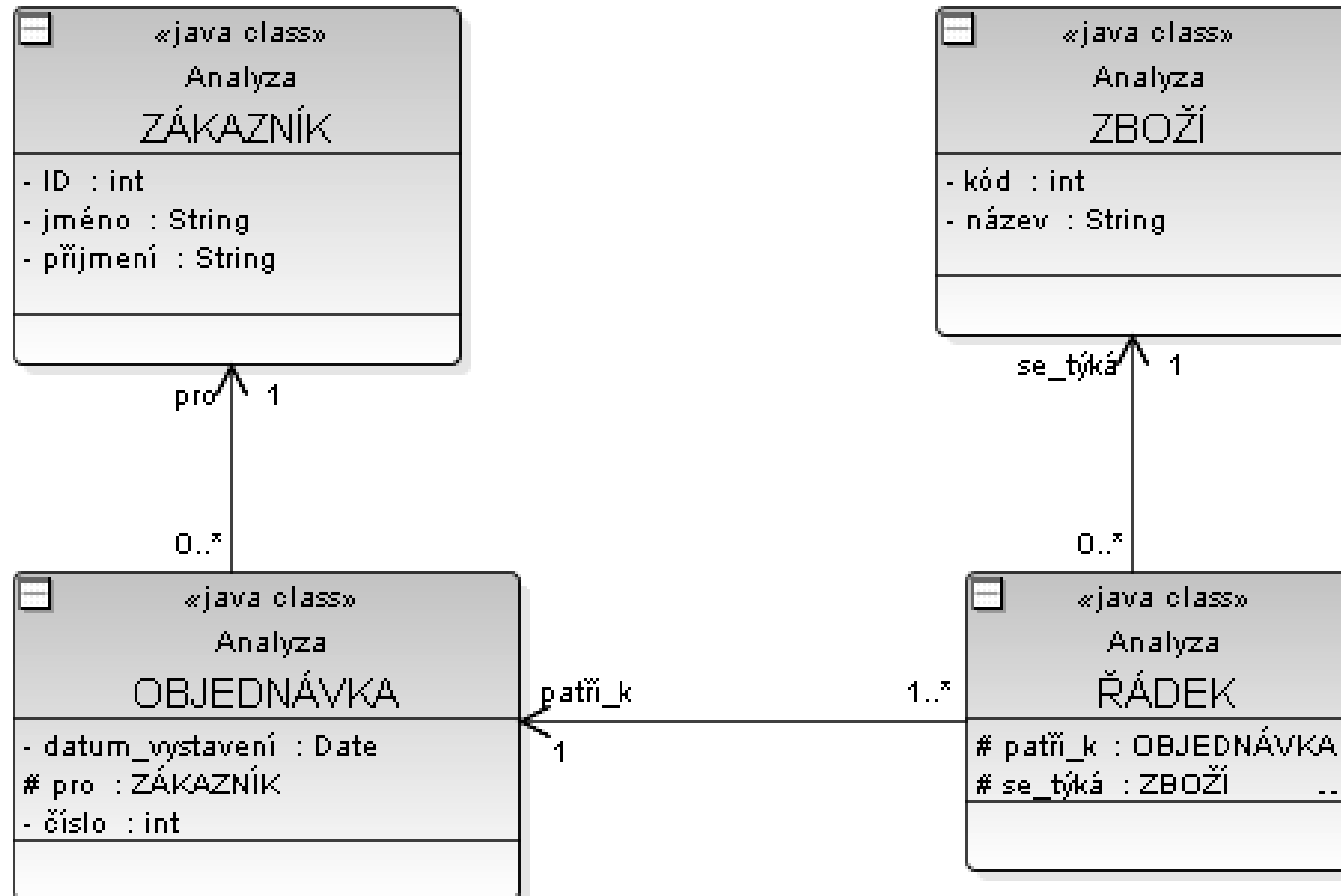 «java class»
Analyza
ZÁKAZNÍK
- ID : int
- jméno : String
- přijmení : String
«java class»
Analyza
ZBOŽÍ
- kód : int
- název : String
pro
1
0..*
se_týká
1
0..*
«java class»
Analyza
OBJEDNÁVKA
- datum_vystavení : Date
# pro : ZÁKAZNÍK
- číslo : int
patří_k
1
1..*
«java class»
Analyza
ŘÁDEK
# patří_k : OBJEDNÁVKA
# se_týká : ZBOŽÍ ..